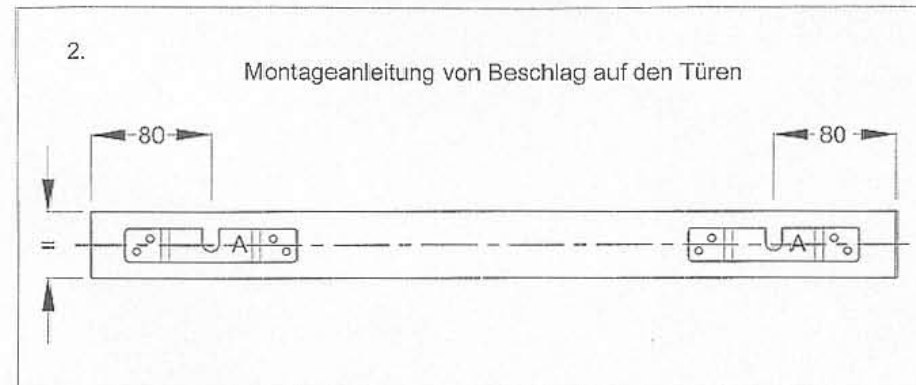 2.
Montageanleitung von Beschlag auf den Türen
80 80
=
A A